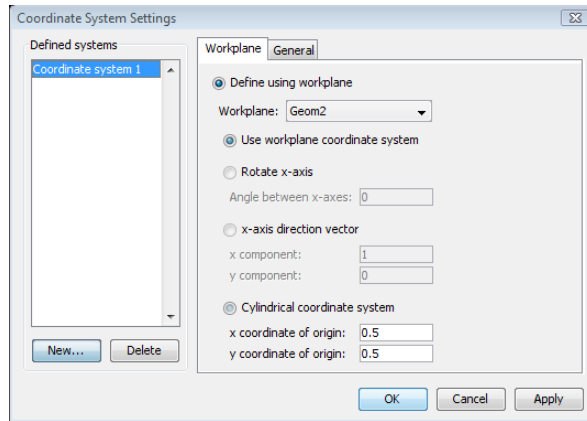 Coordinate System Settings
Defined systems
Coordinate system 1
New...
Delete
Workplane
General
Define using workplane
Workplane: Geom2
Use workplane coordinate system
Rotate x-axis
Angle between x-axes: 0
x-axis direction vector
x component: 1
y component: 0
Cylindrical coordinate system
x coordinate of origin: 0.5
y coordinate of origin: 0.5
OK
Cancel
Apply